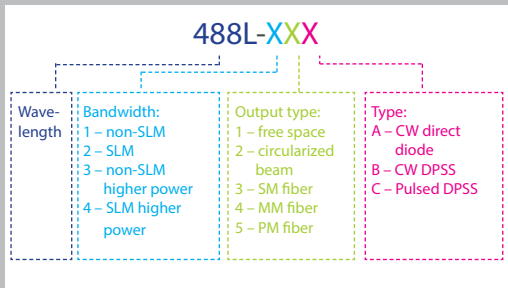 488L-XXX
Wave-
length
Bandwidth:
1 – non-SLM
2 – SLM
3 – non-SLM
higher power
4 – SLM higher
power
Output type:
1 – free space
2 – circularized
beam
3 – SM fiber
4 – MM fiber
5 – PM fiber
Type:
A – CW direct
diode
B – CW DPSS
C – Pulsed DPSS